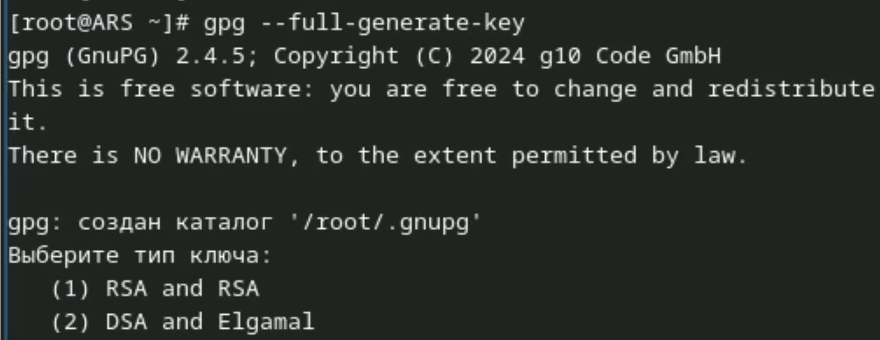 [root@ARS ~]# gpg --full-generate-key
gpg (GnuPG) 2.4.5; Copyright (C) 2024 g10 Code GmbH
This is free software: you are free to change and redistribute
it.
There is NO WARRANTY, to the extent permitted by law.
gpg: создан каталог '/root/.gnupg'
Выберите тип ключа:
(1) RSA and RSA
(2) DSA and Elgamal